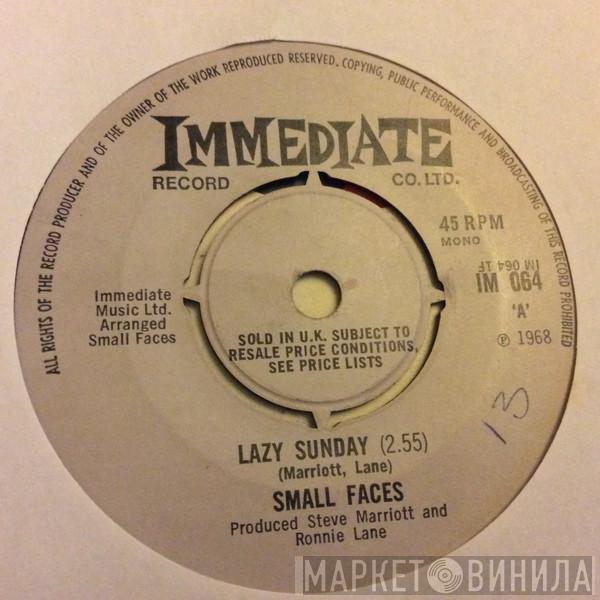 ALL RIGHTS OF THE RECORD PRODUCER AND OF THE OWNER OF THE WORK REPRODUCED RESERVED. COPYING, PUBLIC PERFORMANCE AND BROADCASTING OF THIS RECORD PROHIBITED
IMMEDIATE
RECORD CO. LTD.
45 RPM
MONO
IM 064 1F
IM 064
'A'
℗ 1968
Immediate
Music Ltd.
Arranged
Small Faces
SOLD IN U.K. SUBJECT TO
RESALE PRICE CONDITIONS,
SEE PRICE LISTS
13
LAZY SUNDAY (2.55)
(Marriott, Lane)
SMALL FACES
Produced Steve Marriott and
Ronnie Lane
МАРКЕТ ВИНИЛА